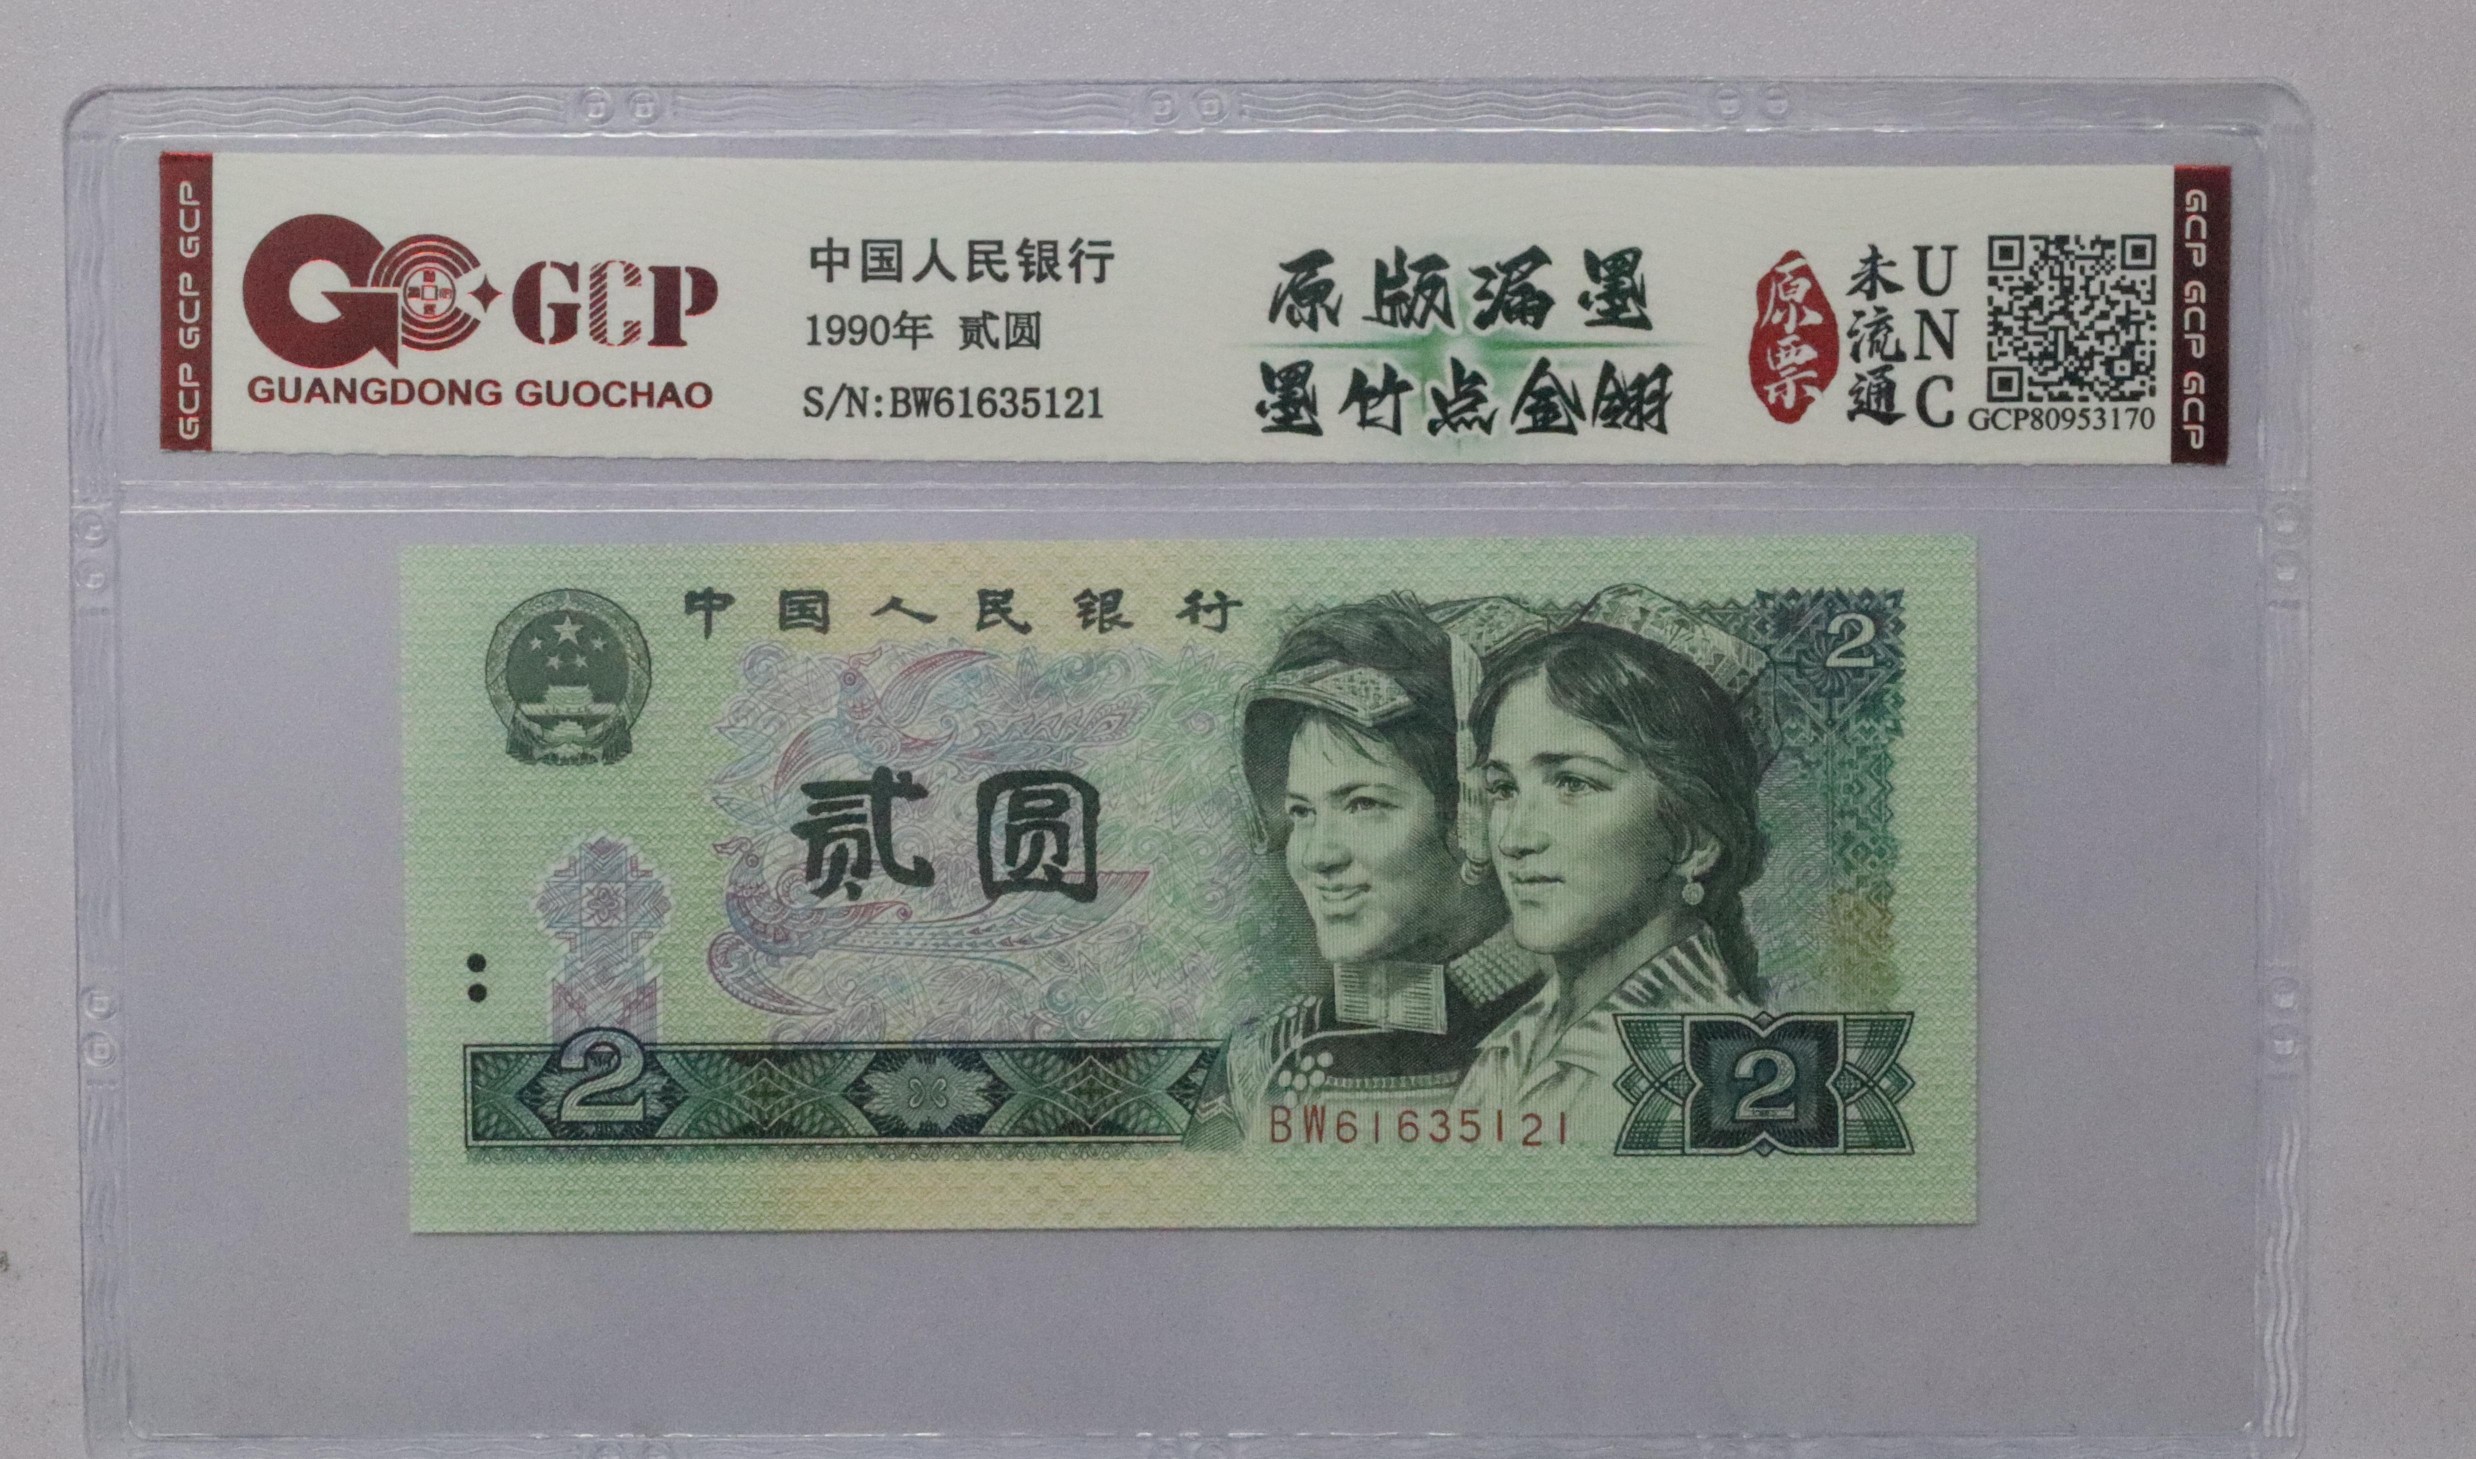 GCP GCP GCP
GCP
GUANGDONG GUOCHAO
中国人民银行
1990年 贰圆
S/N:BW61635121
原版漏墨
墨竹点金翎
原票
未流通
UNC
GCP80953170
GCP GCP GCP
中国人民银行
2
贰圆
2
2
BW61635121